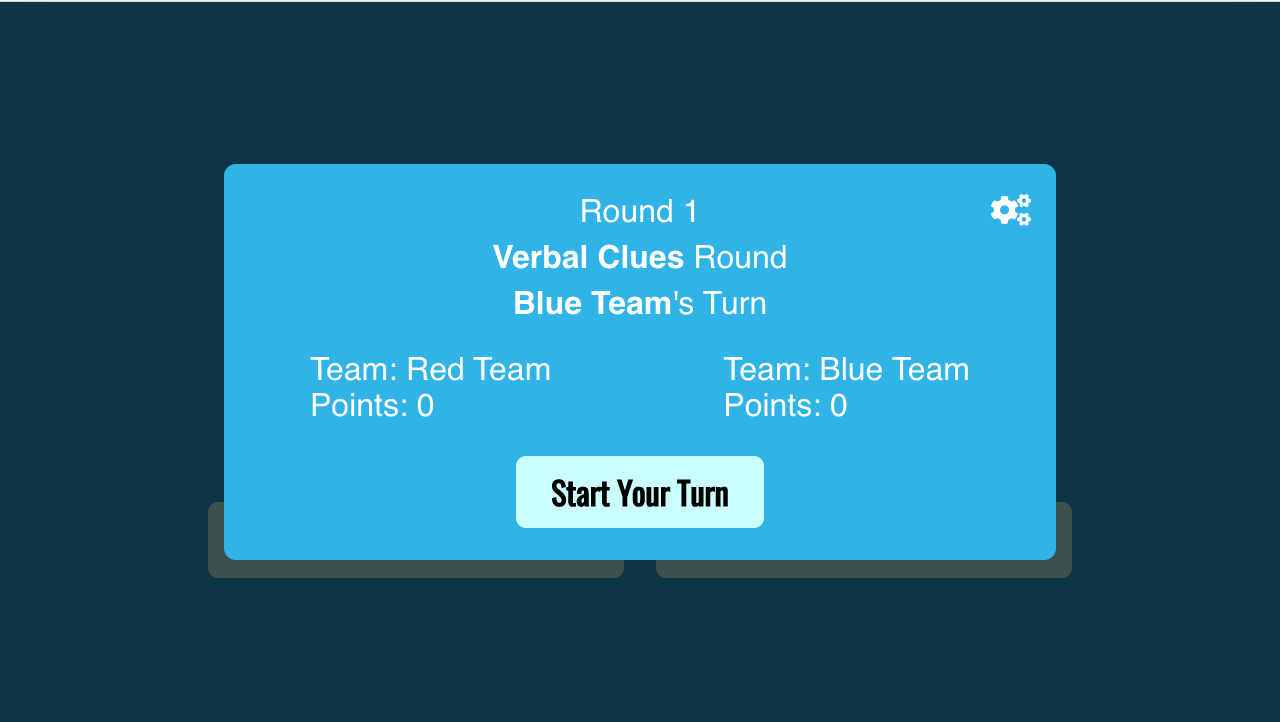 Round 1
Verbal Clues Round
Blue Team's Turn
Team: Red Team
Points: 0
Team: Blue Team
Points: 0
Start Your Turn